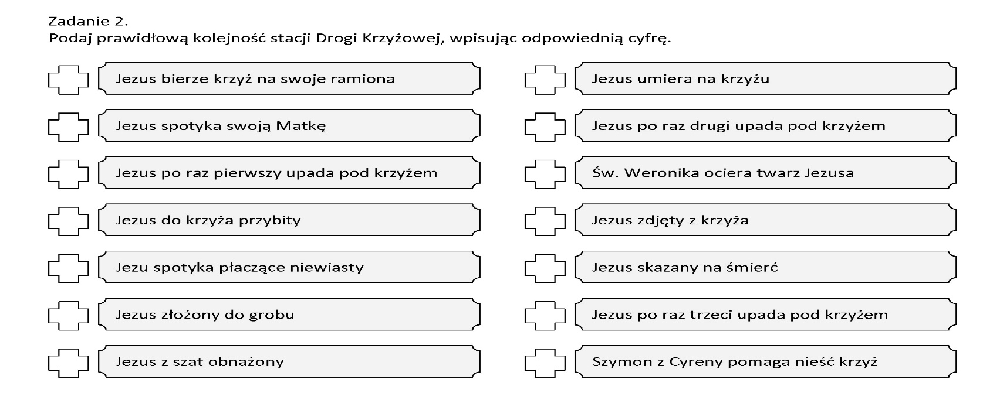 Zadanie 2.
Podaj prawidłową kolejność stacji Drogi Krzyżowej, wpisując odpowiednią cyfrę.
Jezus bierze krzyż na swoje ramiona
Jezus spotyka swoją Matkę
Jezus po raz pierwszy upada pod krzyżem
Jezus do krzyża przybity
Jezu spotyka płaczące niewiasty
Jezus złożony do grobu
Jezus z szat obnażony
Jezus umiera na krzyżu
Jezus po raz drugi upada pod krzyżem
Św. Weronika ociera twarz Jezusa
Jezus zdjęty z krzyża
Jezus skazany na śmierć
Jezus po raz trzeci upada pod krzyżem
Szymon z Cyreny pomaga nieść krzyż